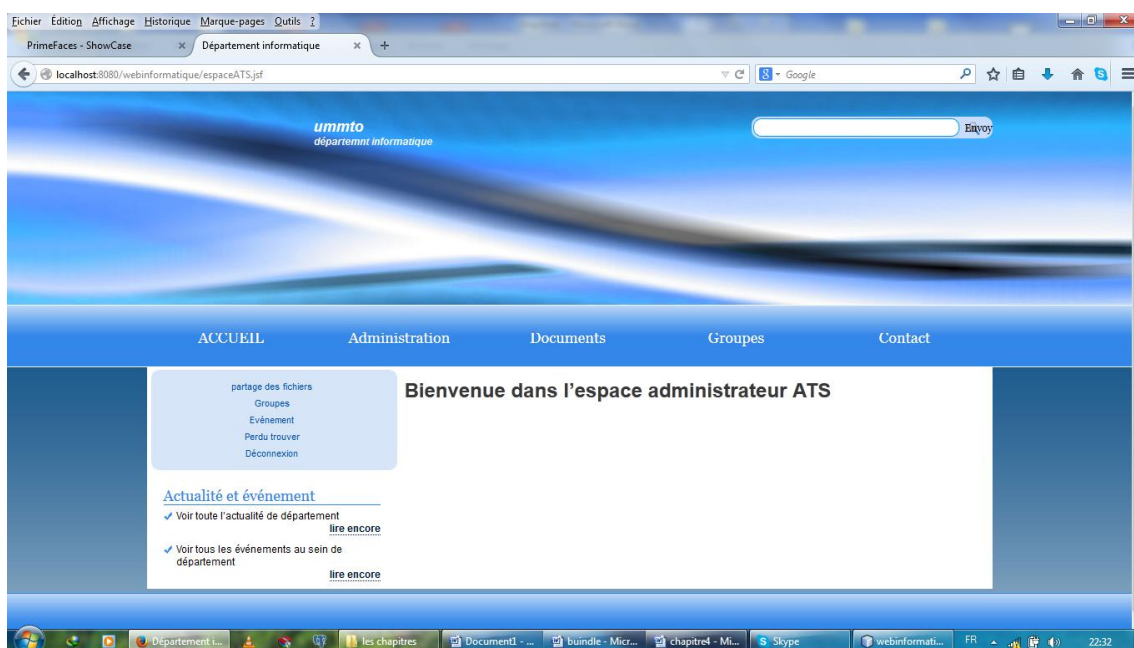 Fichier Édition Affichage Historique Marque-pages Outils ?
PrimeFaces - ShowCase × Département informatique × +
localhost:8080/webinformatique/espaceATS.jsf Google
ummto
départemnt informatique
Envoy
ACCUEIL Administration Documents Groupes Contact
partage des fichiers
Groupes
Evénement
Perdu trouver
Déconnexion
Bienvenue dans l'espace administrateur ATS
Actualité et événement
Voir toute l'actualité de département
lire encore
Voir tous les événements au sein de
département
lire encore
Département i... les chapitres Document1 - ... buindle - Micr... chapitre4 - Mi... Skype webinformati... FR 22:32